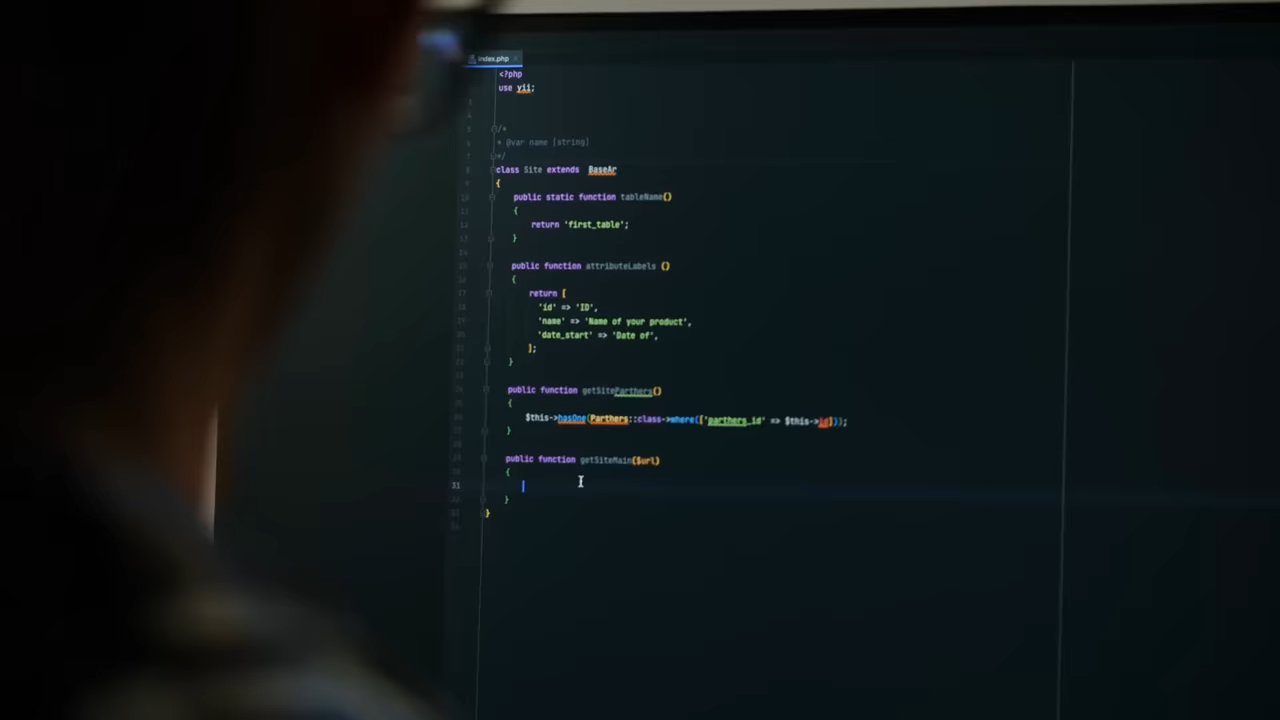 index.php
<?php
use yii;
/*
* @var name [string]
*/
class Site extends BaseAr
{
public static function tableName()
{
return 'first_table';
}
public function attributeLabels ()
{
return [
'id' => 'ID',
'name' => 'Name of your product',
'date_start' => 'Date of',
];
}
public function getSiteParthers()
{
$this->hasOne(Parthers::class->where(['parthers_id' => $this->id]));
}
public function getSiteMain($url)
{
31
}
}